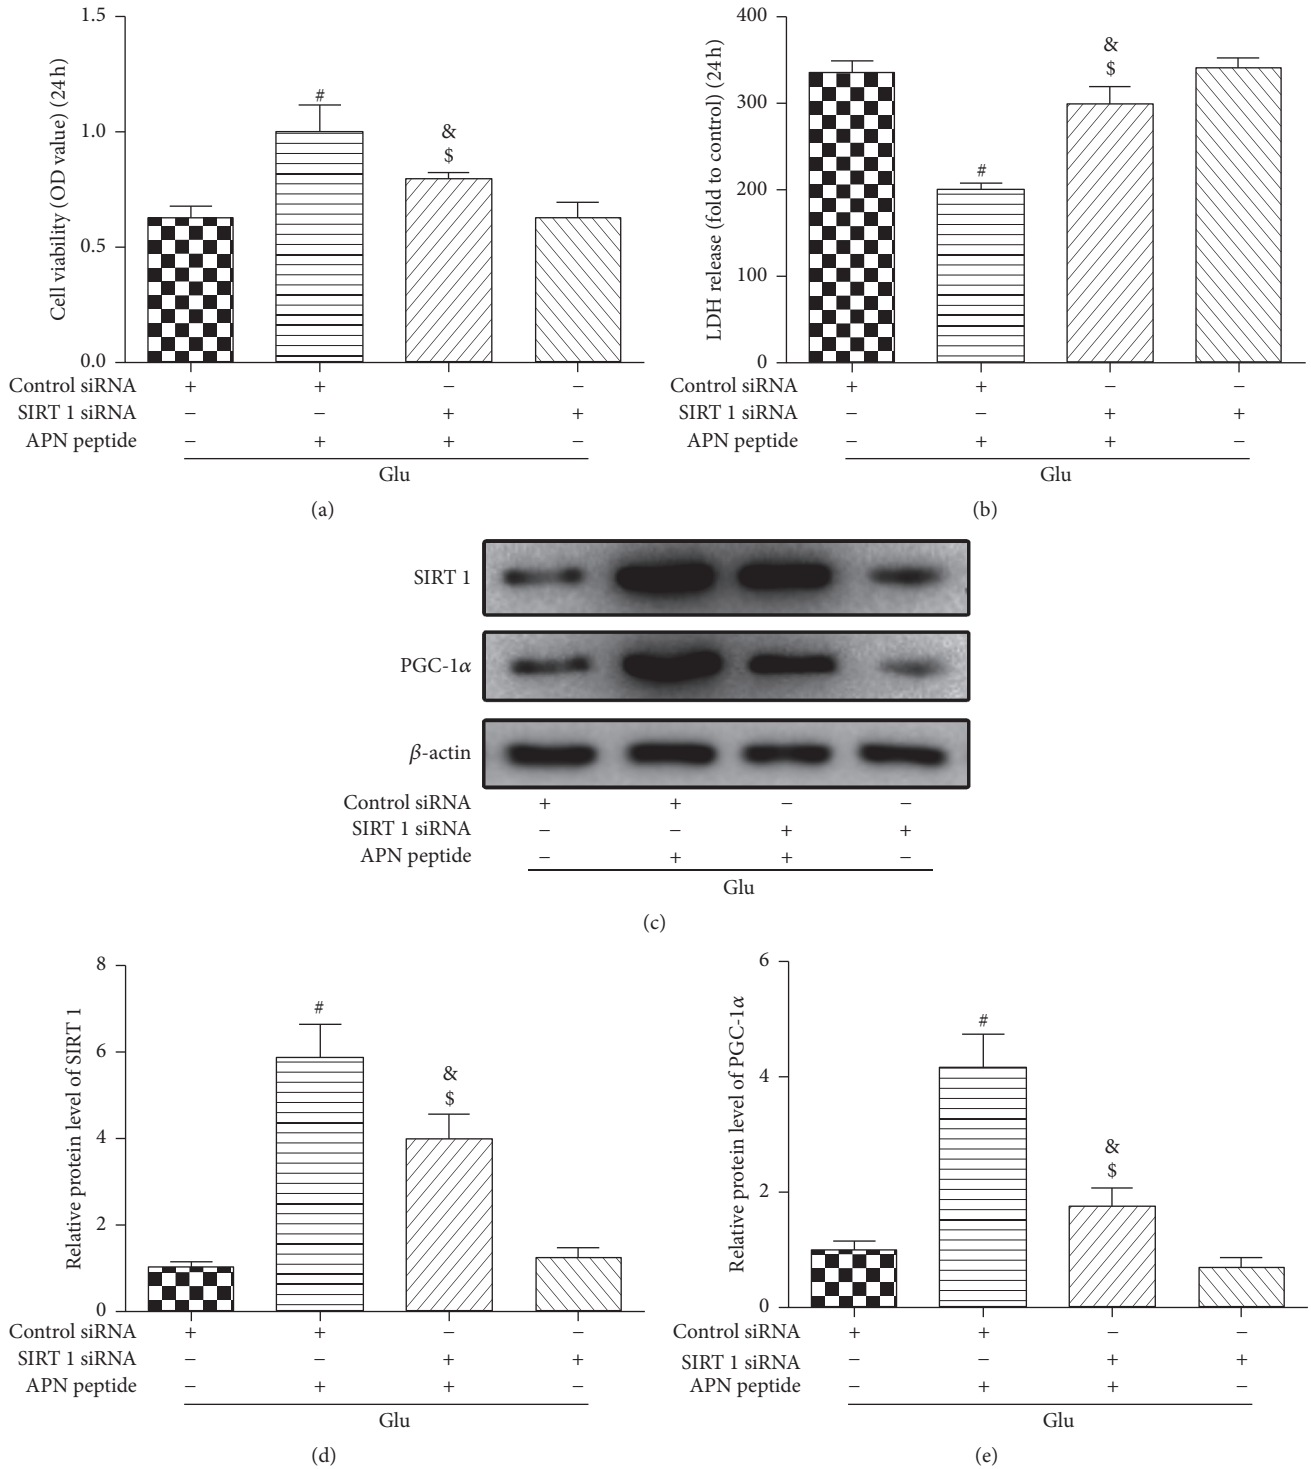 Cell viability (OD value) (24 h)
1.5
1.0
0.5
0.0
#
&
$
Control siRNA + + − −
SIRT 1 siRNA − − + +
APN peptide − + + −
Glu
(a)
LDH release (fold to control) (24 h)
400
300
200
100
0
#
&
$
Control siRNA + + − −
SIRT 1 siRNA − − + +
APN peptide − + + −
Glu
(b)
SIRT 1
PGC-1α
β-actin
Control siRNA + + − −
SIRT 1 siRNA − − + +
APN peptide − + + −
Glu
(c)
Relative protein level of SIRT 1
8
6
4
2
0
#
&
$
Control siRNA + + − −
SIRT 1 siRNA − − + +
APN peptide − + + −
Glu
(d)
Relative protein level of PGC-1α
6
4
2
0
#
&
$
Control siRNA + + − −
SIRT 1 siRNA − − + +
APN peptide − + + −
Glu
(e)